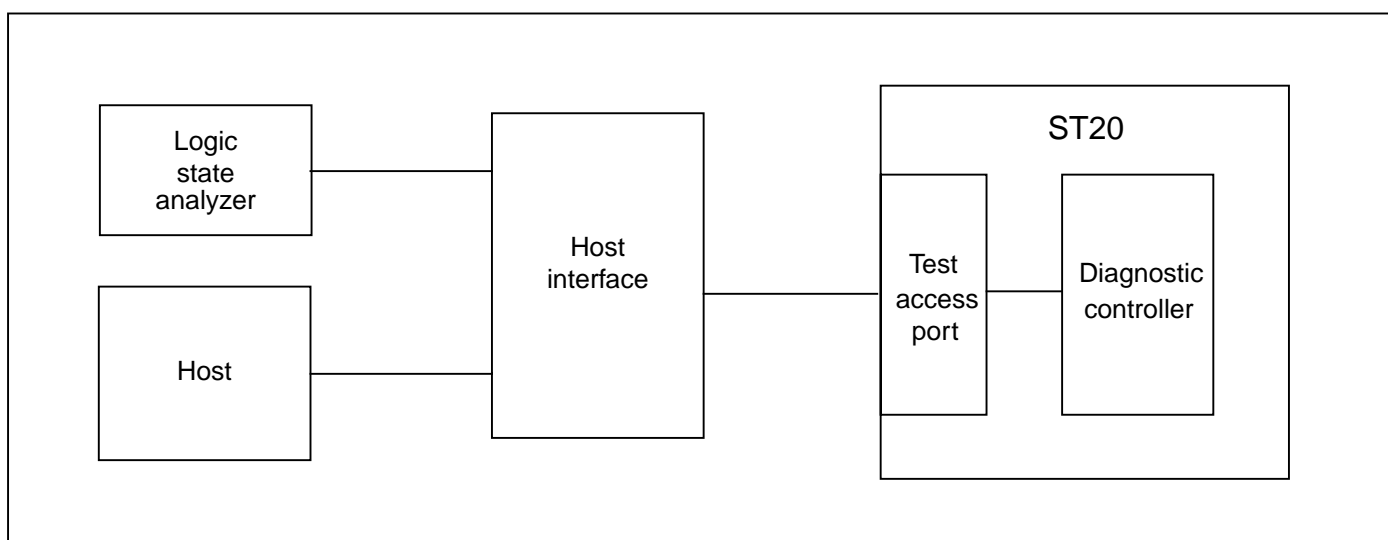 Logic
state
analyzer
Host
Host
interface
ST20
Test
access
port
Diagnostic
controller